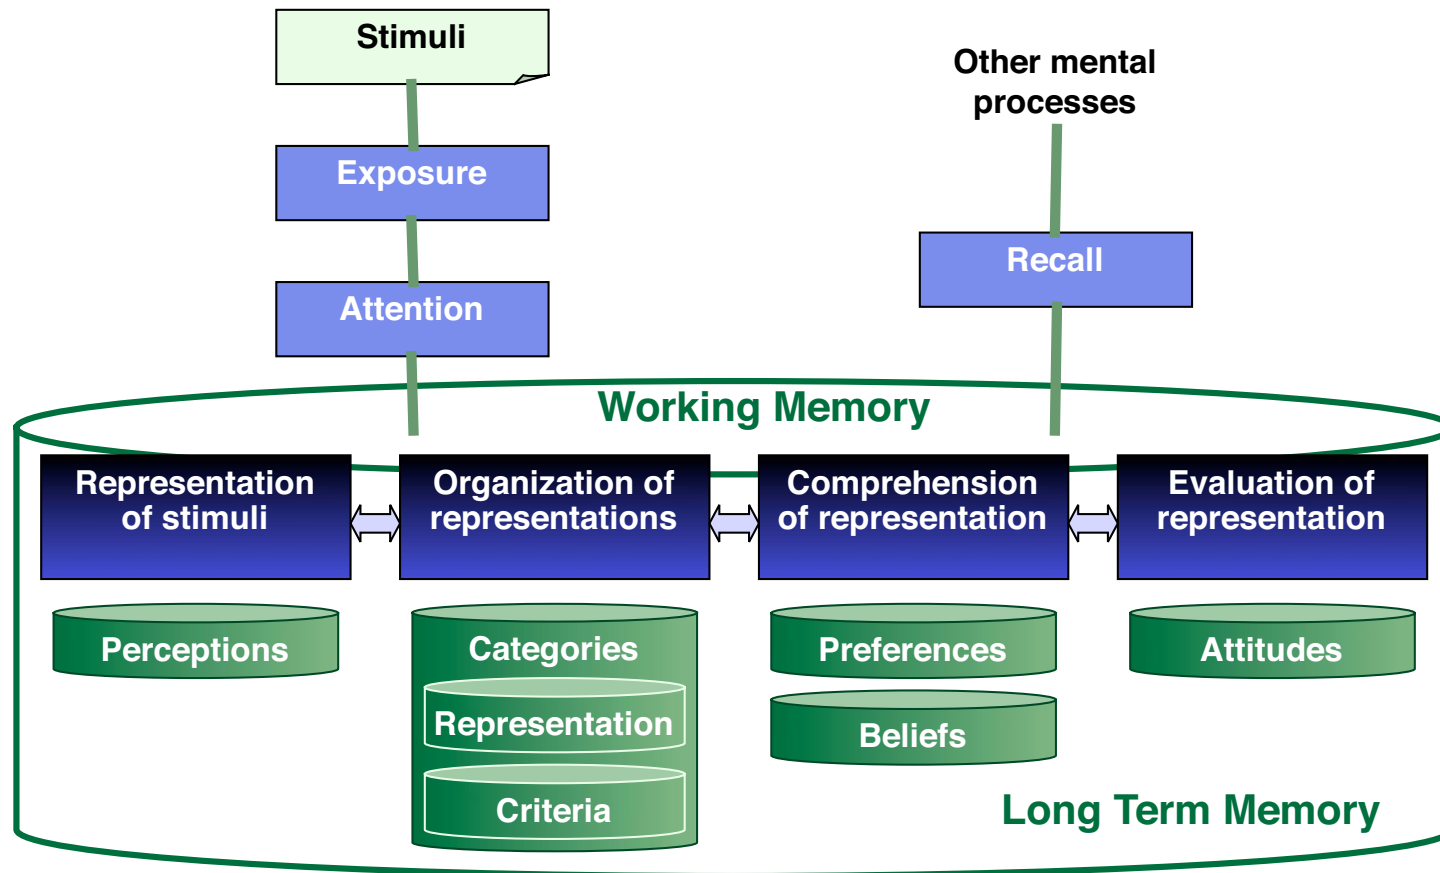 Stimuli
Other mental
processes
Exposure
Recall
Attention
Working Memory
Representation
of stimuli
Organization of
representations
Comprehension
of representation
Evaluation of
representation
Perceptions
Categories
Representation
Criteria
Preferences
Beliefs
Attitudes
Long Term Memory